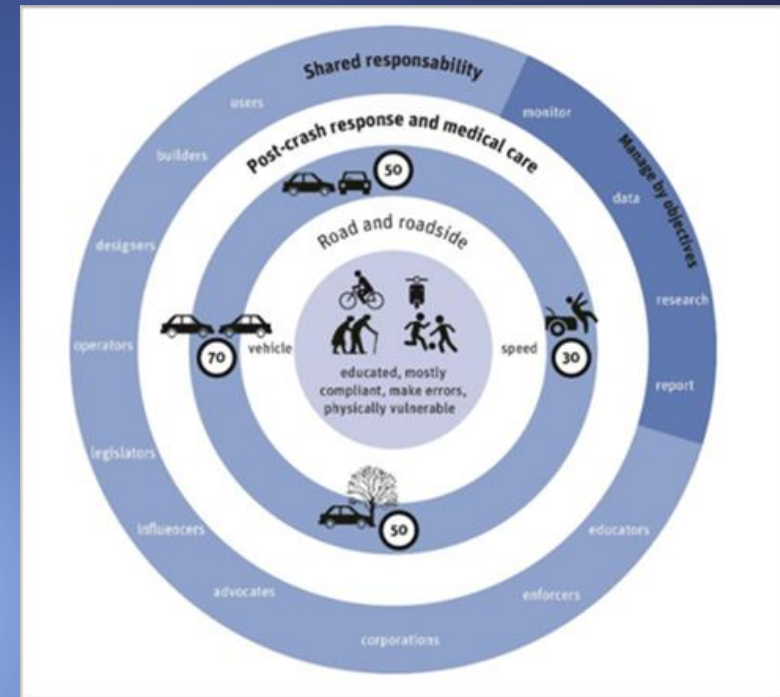 Shared responsability
users
builders
designers
operators
legislators
influencers
advocates
corporations
enforcers
educators
monitor
data
research
report
Manage by objectives
Post-crash response and medical care
50
Road and roadside
vehicle
70
speed
30
educated, mostly
compliant, make errors,
physically vulnerable
50